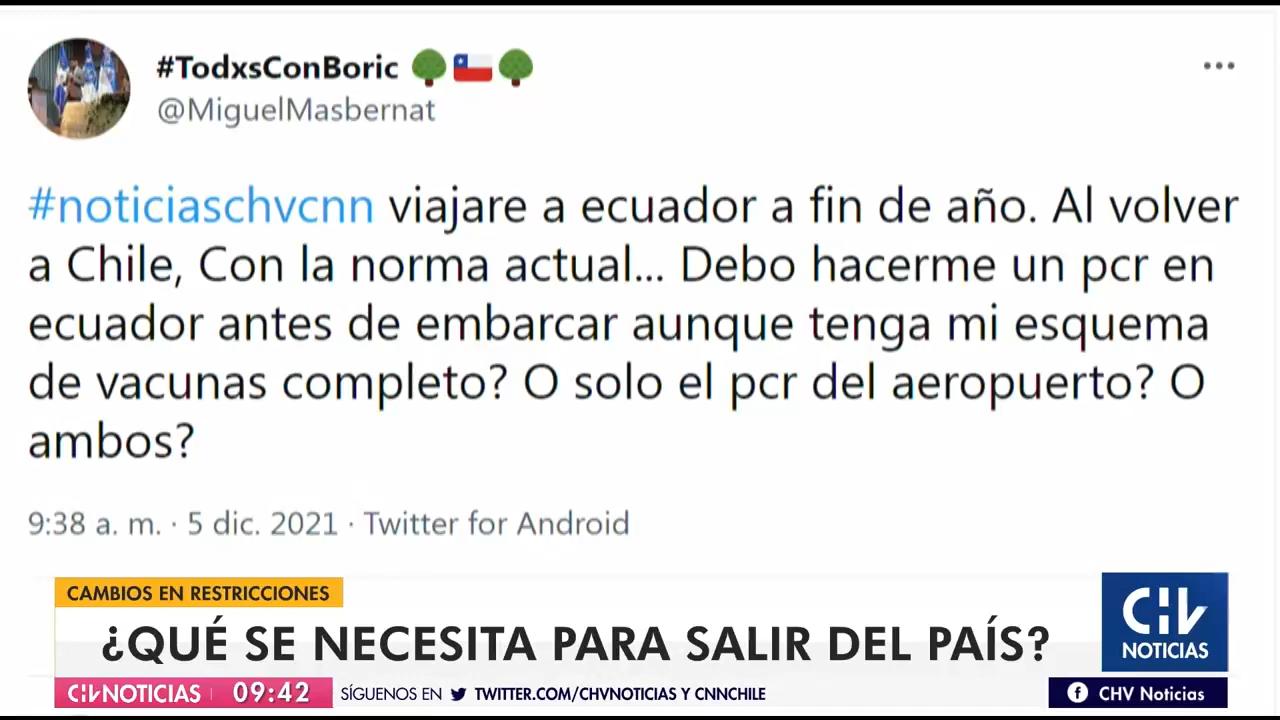 #TodxsConBoric 🌳🇨🇱🌳
@MiguelMasbernat
#noticiaschvcnn viajare a ecuador a fin de año. Al volver
a Chile, Con la norma actual... Debo hacerme un pcr en
ecuador antes de embarcar aunque tenga mi esquema
de vacunas completo? O solo el pcr del aeropuerto? O
ambos?
9:38 a. m. · 5 dic. 2021 · Twitter for Android
CAMBIOS EN RESTRICCIONES
¿QUÉ SE NECESITA PARA SALIR DEL PAÍS?
CHV NOTICIAS
CHVNOTICIAS 09:42 SÍGUENOS EN TWITTER.COM/CHVNOTICIAS Y CNNCHILE
CHV Noticias